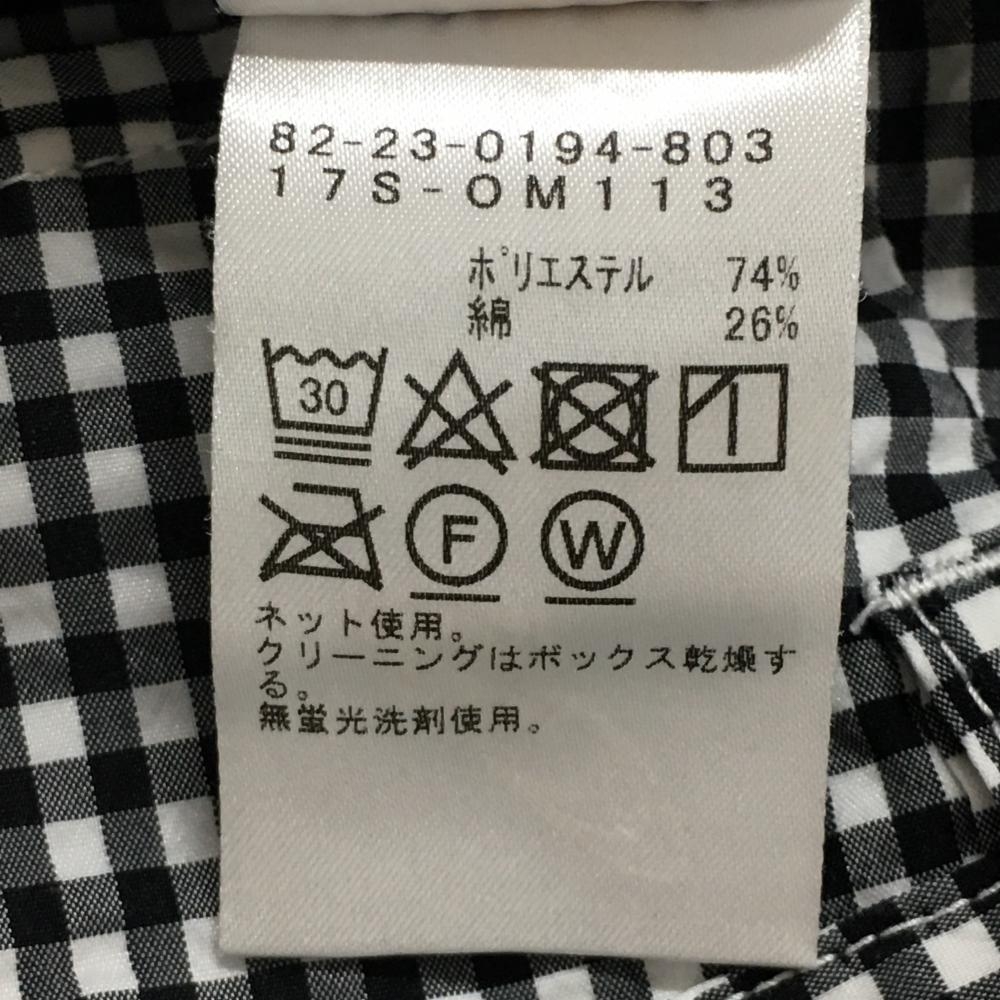 82-23-0194-803
17S-OM113
ポリエステル 74%
綿 26%
30
F W
ネット使用。
クリーニングはボックス乾燥す
る。
無蛍光洗剤使用。